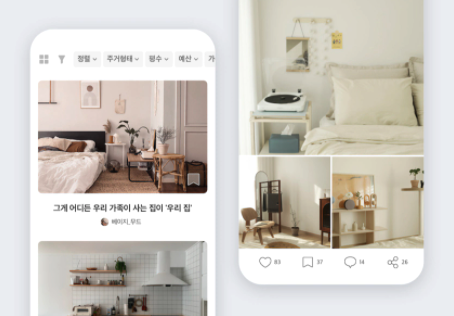 정렬
주거형태
평수
예산
가
그게 어디든 우리 가족이 사는 집이 '우리 집'
베이지_무드
83
37
14
26